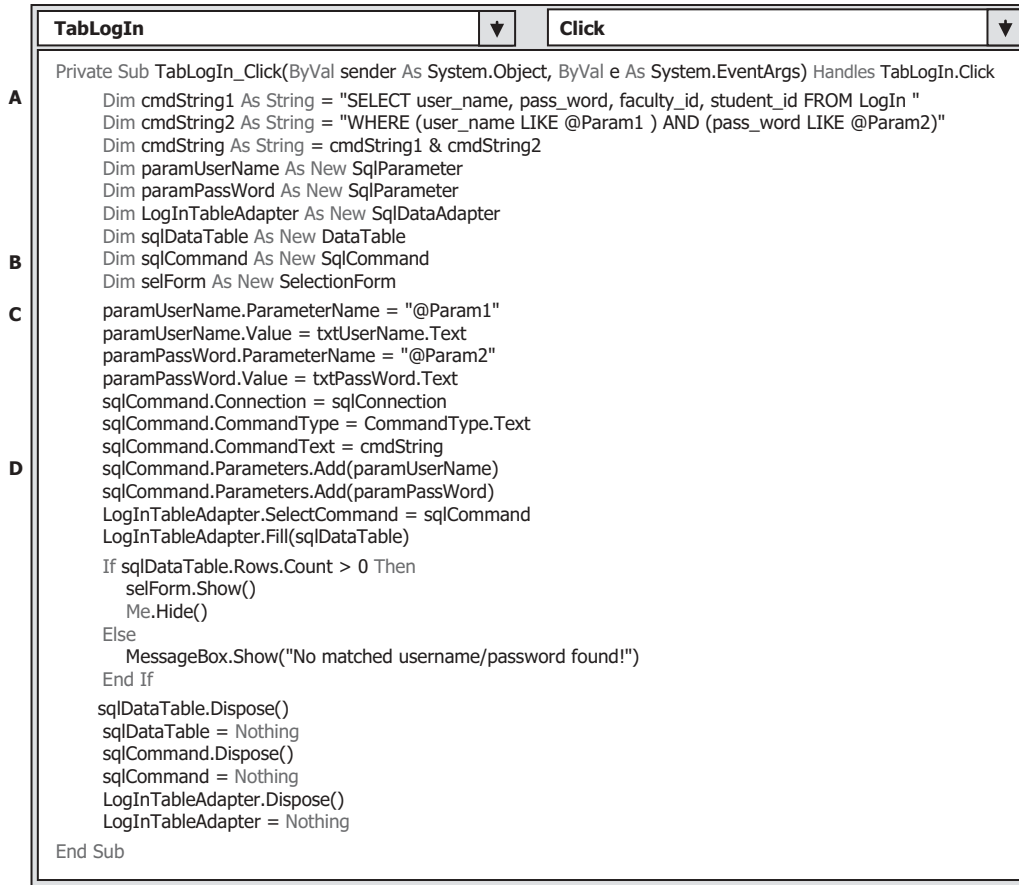 TabLogIn Click
Private Sub TabLogIn_Click(ByVal sender As System.Object, ByVal e As System.EventArgs) Handles TabLogIn.Click
A Dim cmdString1 As String = "SELECT user_name, pass_word, faculty_id, student_id FROM LogIn "
Dim cmdString2 As String = "WHERE (user_name LIKE @Param1 ) AND (pass_word LIKE @Param2)"
Dim cmdString As String = cmdString1 & cmdString2
Dim paramUserName As New SqlParameter
Dim paramPassWord As New SqlParameter
Dim LogInTableAdapter As New SqlDataAdapter
Dim sqlDataTable As New DataTable
B Dim sqlCommand As New SqlCommand
Dim selForm As New SelectionForm
C paramUserName.ParameterName = "@Param1"
paramUserName.Value = txtUserName.Text
paramPassWord.ParameterName = "@Param2"
paramPassWord.Value = txtPassWord.Text
sqlCommand.Connection = sqlConnection
sqlCommand.CommandType = CommandType.Text
sqlCommand.CommandText = cmdString
D sqlCommand.Parameters.Add(paramUserName)
sqlCommand.Parameters.Add(paramPassWord)
LogInTableAdapter.SelectCommand = sqlCommand
LogInTableAdapter.Fill(sqlDataTable)
If sqlDataTable.Rows.Count > 0 Then
selForm.Show()
Me.Hide()
Else
MessageBox.Show("No matched username/password found!")
End If
sqlDataTable.Dispose()
sqlDataTable = Nothing
sqlCommand.Dispose()
sqlCommand = Nothing
LogInTableAdapter.Dispose()
LogInTableAdapter = Nothing
End Sub